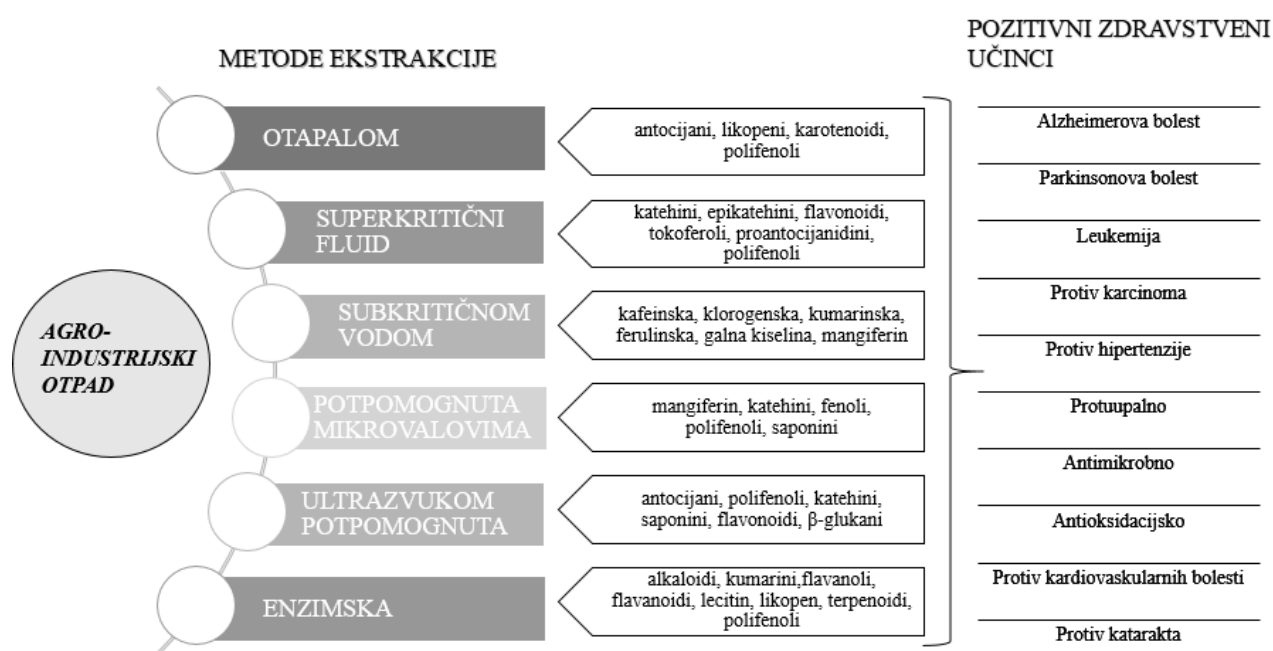 METODE EKSTRAKCIJE
POZITIVNI ZDRAVSTVENI
UČINCI
AGRO-
INDUSTRIJSKI
OTPAD
OTAPALOM
antocijani, likopeni, karotenoidi,
polifenoli
SUPERKRITIČNI
FLUID
katehini, epikatehini, flavonoidi,
tokoferoli, proantocijanidini,
polifenoli
SUBKRITIČNOM
VODOM
kafeinska, klorogenska, kumarinska,
ferulinska, galna kiselina, mangiferin
POTPOMOGNUTA
MIKROVALOVIMA
mangiferin, katehini, fenoli,
polifenoli, saponini
ULTRAZVUKOM
POTPOMOGNUTA
antocijani, polifenoli, katehini,
saponini, flavonoidi, β-glukani
ENZIMSKA
alkaloidi, kumarini,flavanoli,
flavanoidi, lecitin, likopen, terpenoidi,
polifenoli
Alzheimerova bolest
Parkinsonova bolest
Leukemija
Protiv karcinoma
Protiv hipertenzije
Protuupalno
Antimikrobno
Antioksidacijsko
Protiv kardiovaskularnih bolesti
Protiv katarakta